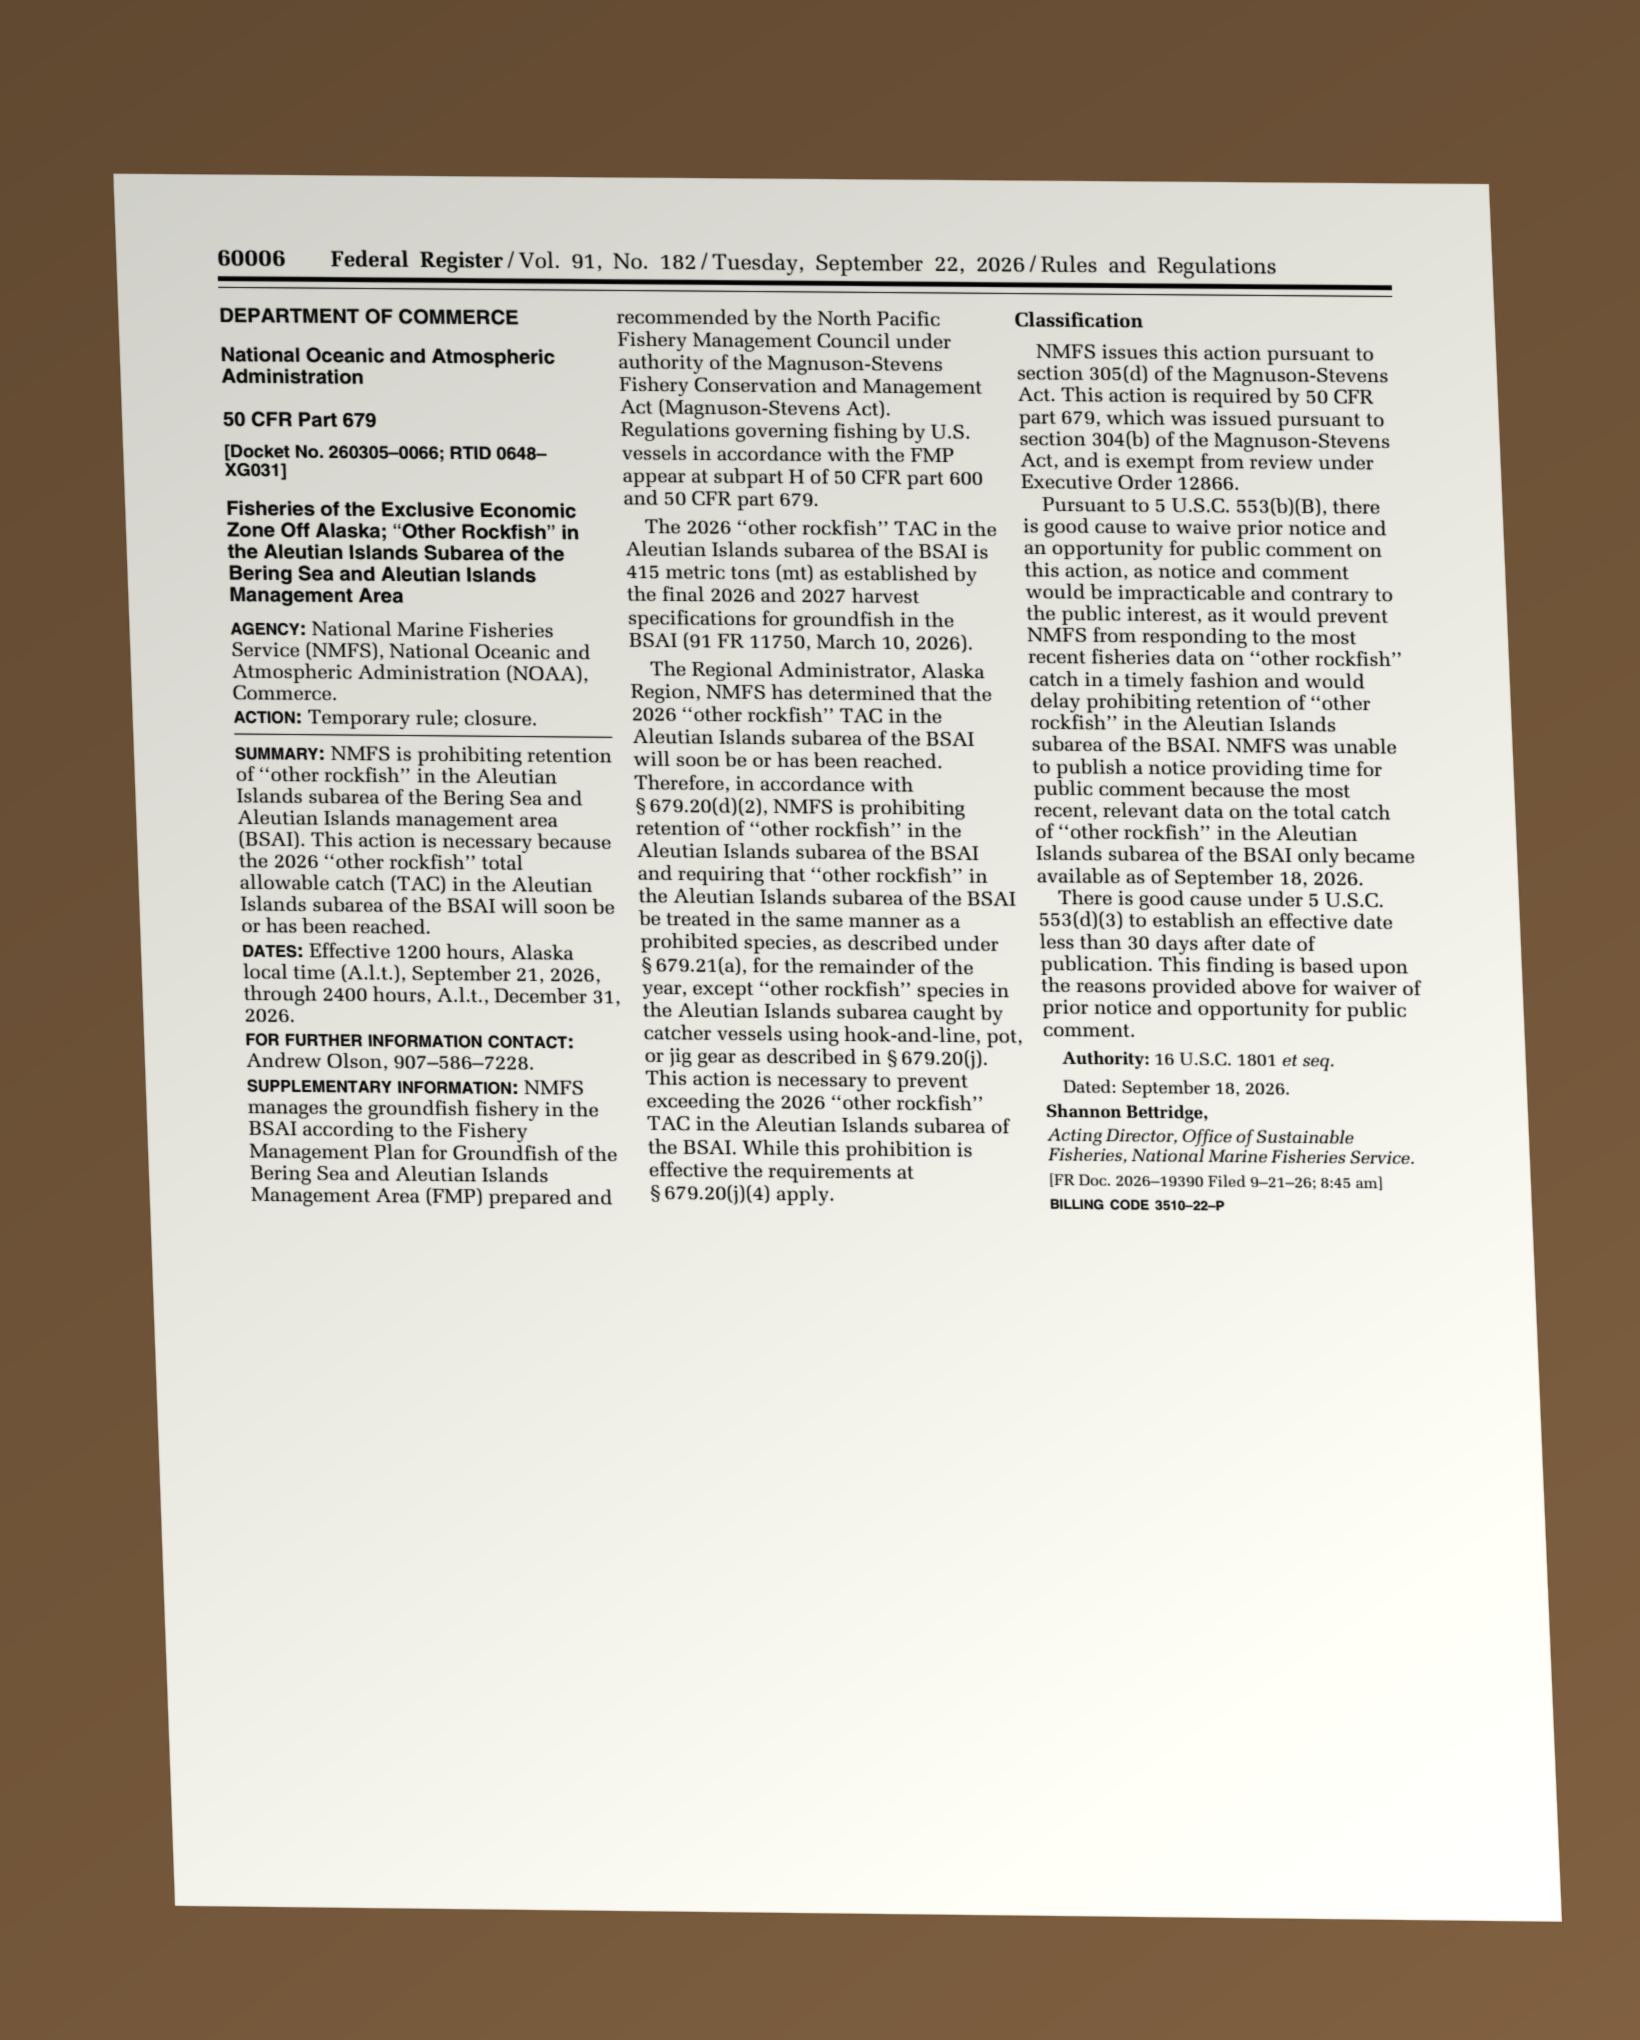 60006 Federal Register / Vol. 91, No. 182 / Tuesday, September 22, 2026 / Rules and Regulations
DEPARTMENT OF COMMERCE
National Oceanic and Atmospheric
Administration
50 CFR Part 679
[Docket No. 260305–0066; RTID 0648–
XG031]
Fisheries of the Exclusive Economic
Zone Off Alaska; “Other Rockfish” in
the Aleutian Islands Subarea of the
Bering Sea and Aleutian Islands
Management Area
AGENCY: National Marine Fisheries
Service (NMFS), National Oceanic and
Atmospheric Administration (NOAA),
Commerce.
ACTION: Temporary rule; closure.
SUMMARY: NMFS is prohibiting retention
of ‘‘other rockfish’’ in the Aleutian
Islands subarea of the Bering Sea and
Aleutian Islands management area
(BSAI). This action is necessary because
the 2026 ‘‘other rockfish’’ total
allowable catch (TAC) in the Aleutian
Islands subarea of the BSAI will soon be
or has been reached.
DATES: Effective 1200 hours, Alaska
local time (A.l.t.), September 21, 2026,
through 2400 hours, A.l.t., December 31,
2026.
FOR FURTHER INFORMATION CONTACT:
Andrew Olson, 907–586–7228.
SUPPLEMENTARY INFORMATION: NMFS
manages the groundfish fishery in the
BSAI according to the Fishery
Management Plan for Groundfish of the
Bering Sea and Aleutian Islands
Management Area (FMP) prepared and
recommended by the North Pacific
Fishery Management Council under
authority of the Magnuson-Stevens
Fishery Conservation and Management
Act (Magnuson-Stevens Act).
Regulations governing fishing by U.S.
vessels in accordance with the FMP
appear at subpart H of 50 CFR part 600
and 50 CFR part 679.
The 2026 ‘‘other rockfish’’ TAC in the
Aleutian Islands subarea of the BSAI is
415 metric tons (mt) as established by
the final 2026 and 2027 harvest
specifications for groundfish in the
BSAI (91 FR 11750, March 10, 2026).
The Regional Administrator, Alaska
Region, NMFS has determined that the
2026 ‘‘other rockfish’’ TAC in the
Aleutian Islands subarea of the BSAI
will soon be or has been reached.
Therefore, in accordance with
§ 679.20(d)(2), NMFS is prohibiting
retention of ‘‘other rockfish’’ in the
Aleutian Islands subarea of the BSAI
and requiring that ‘‘other rockfish’’ in
the Aleutian Islands subarea of the BSAI
be treated in the same manner as a
prohibited species, as described under
§ 679.21(a), for the remainder of the
year, except ‘‘other rockfish’’ species in
the Aleutian Islands subarea caught by
catcher vessels using hook-and-line, pot,
or jig gear as described in § 679.20(j).
This action is necessary to prevent
exceeding the 2026 ‘‘other rockfish’’
TAC in the Aleutian Islands subarea of
the BSAI. While this prohibition is
effective the requirements at
§ 679.20(j)(4) apply.
Classification
NMFS issues this action pursuant to
section 305(d) of the Magnuson-Stevens
Act. This action is required by 50 CFR
part 679, which was issued pursuant to
section 304(b) of the Magnuson-Stevens
Act, and is exempt from review under
Executive Order 12866.
Pursuant to 5 U.S.C. 553(b)(B), there
is good cause to waive prior notice and
an opportunity for public comment on
this action, as notice and comment
would be impracticable and contrary to
the public interest, as it would prevent
NMFS from responding to the most
recent fisheries data on ‘‘other rockfish’’
catch in a timely fashion and would
delay prohibiting retention of ‘‘other
rockfish’’ in the Aleutian Islands
subarea of the BSAI. NMFS was unable
to publish a notice providing time for
public comment because the most
recent, relevant data on the total catch
of ‘‘other rockfish’’ in the Aleutian
Islands subarea of the BSAI only became
available as of September 18, 2026.
There is good cause under 5 U.S.C.
553(d)(3) to establish an effective date
less than 30 days after date of
publication. This finding is based upon
the reasons provided above for waiver of
prior notice and opportunity for public
comment.
Authority: 16 U.S.C. 1801 et seq.
Dated: September 18, 2026.
Shannon Bettridge,
Acting Director, Office of Sustainable
Fisheries, National Marine Fisheries Service.
[FR Doc. 2026–19390 Filed 9–21–26; 8:45 am]
BILLING CODE 3510–22–P